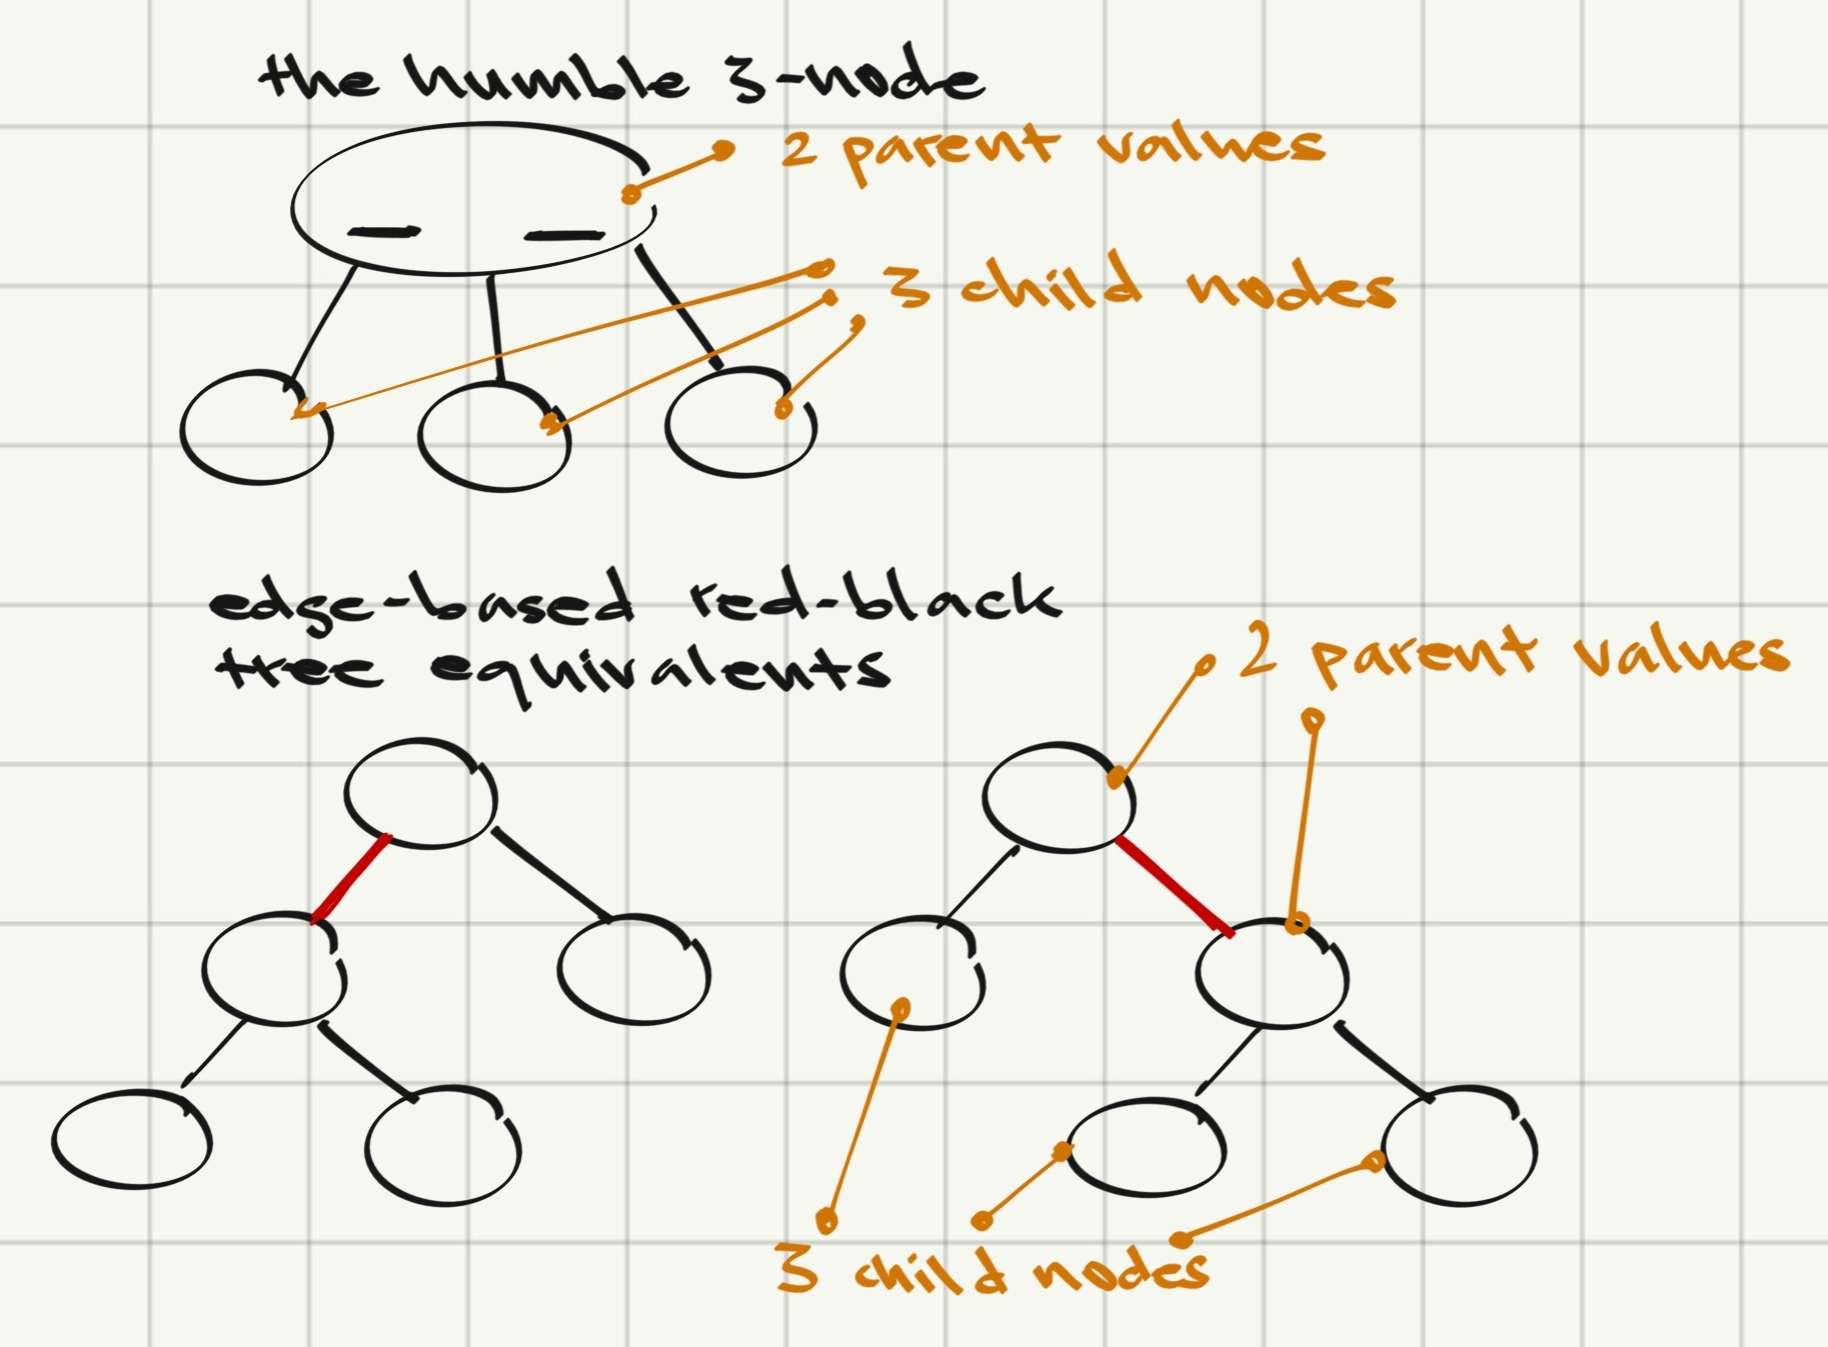 the humble 3-node
2 parent values
3 child nodes
edge-based red-black
tree equivalents
2 parent values
3 child nodes